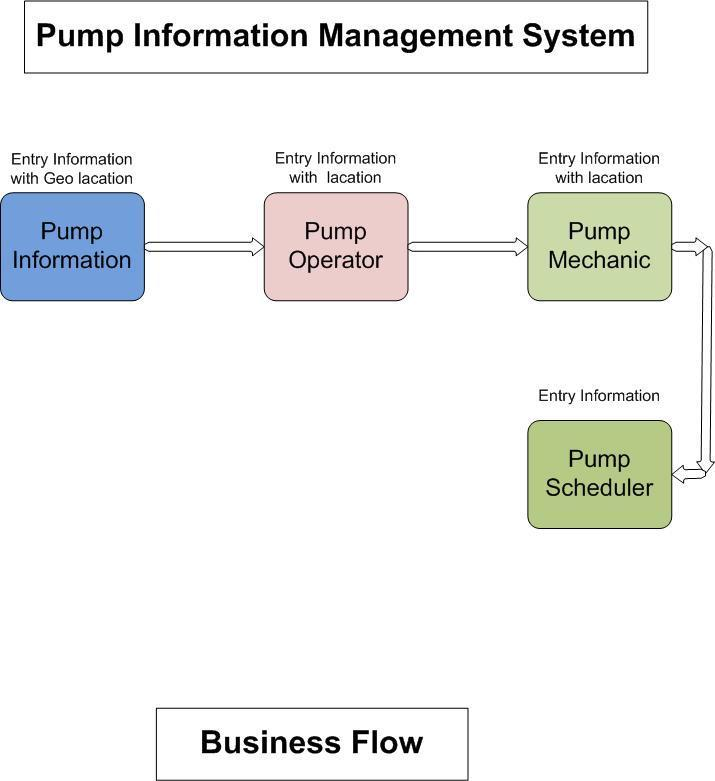 Pump Information Management System
Entry Information
with Geo lacation
Entry Information
with lacation
Entry Information
with lacation
Pump
Information
Pump
Operator
Pump
Mechanic
Entry Information
Pump
Scheduler
Business Flow